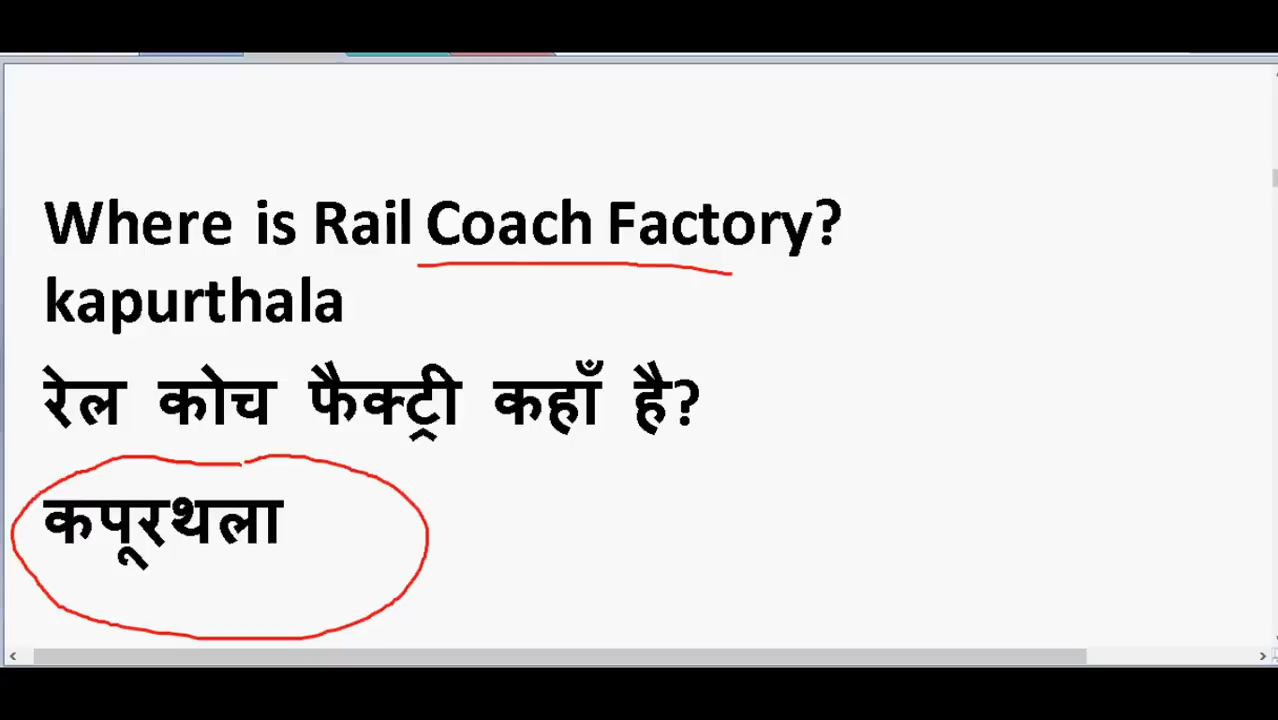 Where is Rail Coach Factory?
kapurthala
रेल कोच फैक्ट्री कहाँ है?
कपूरथला